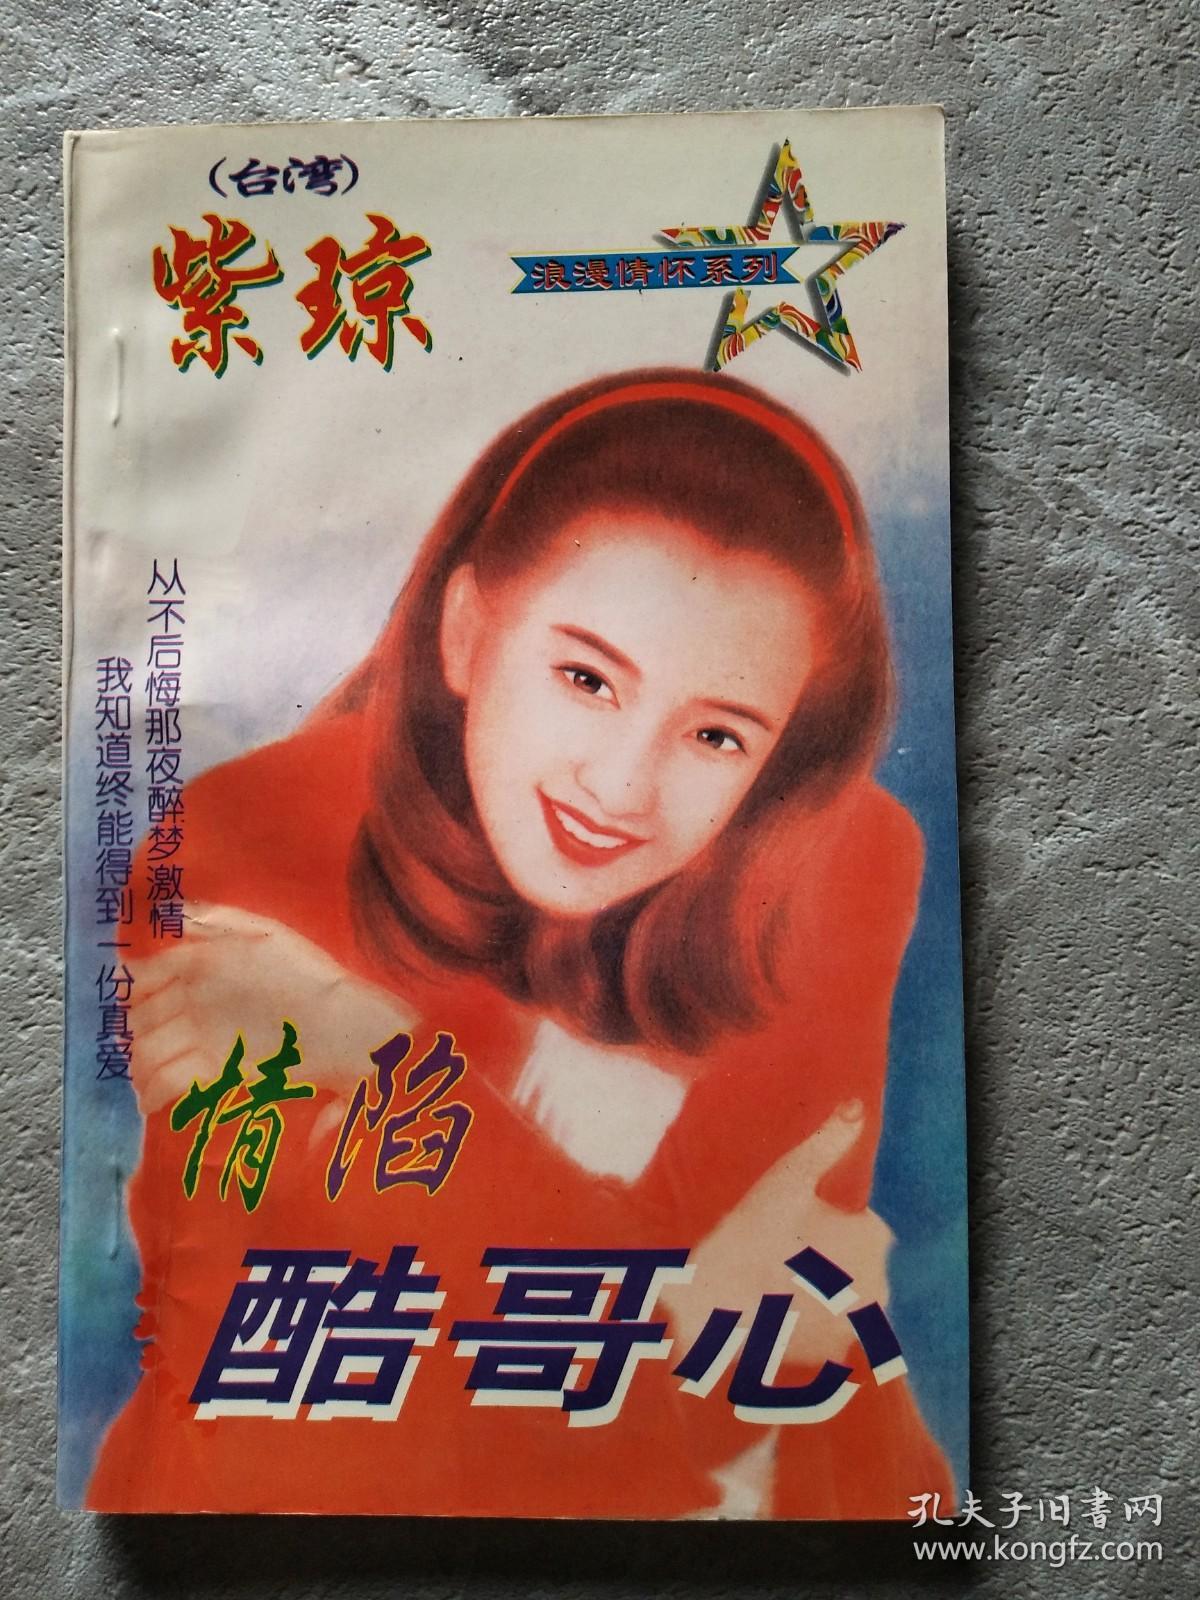 （台湾）
紫琼
浪漫情怀系列
从不后悔那夜醉梦激情
我知道终能得到一份真爱
情陷
酷哥心
孔夫子旧書网
www.kongfz.com